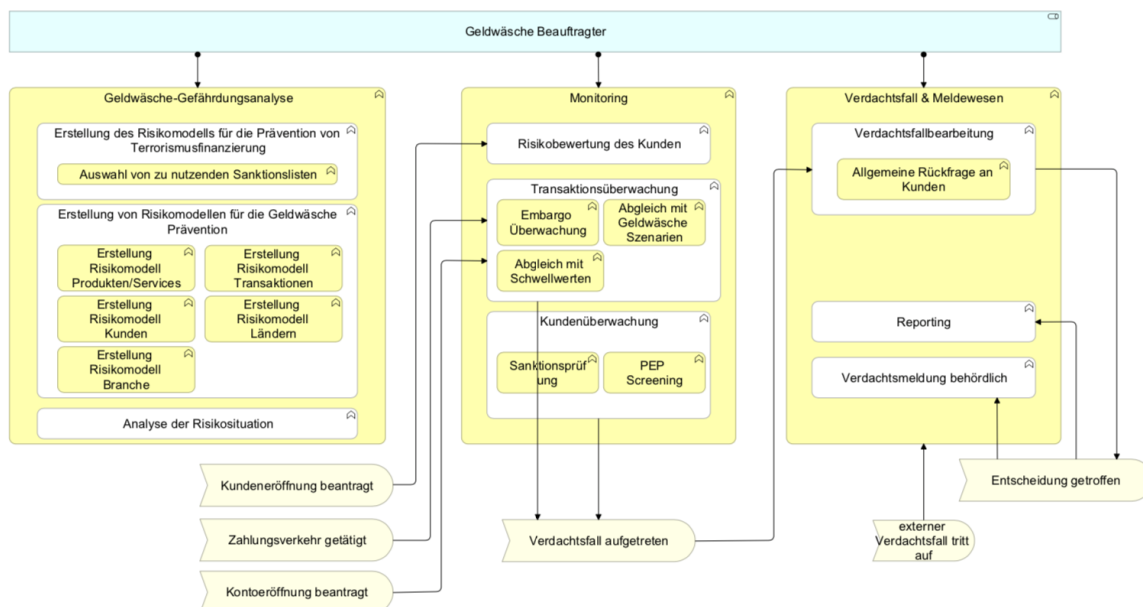 Geldwäsche Beauftragter
Geldwäsche-Gefährdungsanalyse
Erstellung des Risikomodells für die Prävention von
Terrorismusfinanzierung
Auswahl von zu nutzenden Sanktionslisten
Erstellung von Risikomodellen für die Geldwäsche
Prävention
Erstellung
Risikomodell
Produkten/Services
Erstellung
Risikomodell
Transaktionen
Erstellung
Risikomodell
Kunden
Erstellung
Risikomodell
Ländern
Erstellung
Risikomodell
Branche
Analyse der Risikosituation
Monitoring
Risikobewertung des Kunden
Transaktionsüberwachung
Embargo
Überwachung
Abgleich mit
Geldwäsche
Szenarien
Abgleich mit
Schwellwerten
Kundenüberwachung
Sanktionsprüf
ung
PEP
Screening
Verdachtsfall & Meldewesen
Verdachtsfallbearbeitung
Allgemeine Rückfrage an
Kunden
Reporting
Verdachtsmeldung behördlich
Kundeneröffnung beantragt
Zahlungsverkehr getätigt
Kontoeröffnung beantragt
Verdachtsfall aufgetreten
Entscheidung getroffen
externer
Verdachtsfall tritt
auf